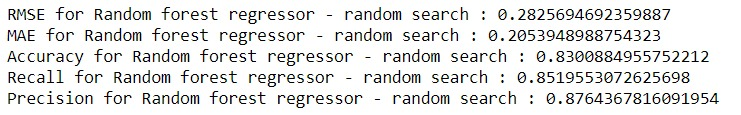 RMSE for Random forest regressor - random search : 0.2825694692359887
MAE for Random forest regressor - random search : 0.2053948988754323
Accuracy for Random forest regressor - random search : 0.8300884955752212
Recall for Random forest regressor - random search : 0.8519553072625698
Precision for Random forest regressor - random search : 0.8764367816091954